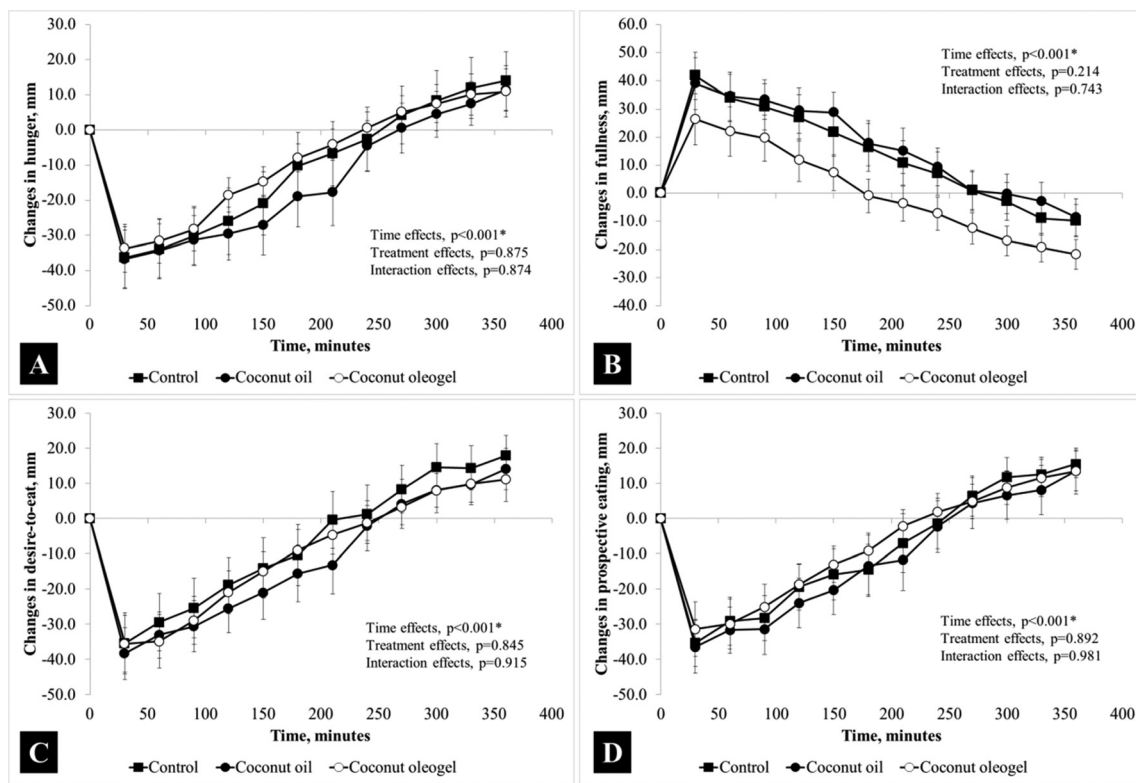 Changes in hunger, mm
30.0
20.0
10.0
0.0
-10.0
-20.0
-30.0
-40.0
-50.0
Time effects, p<0.001*
Treatment effects, p=0.875
Interaction effects, p=0.874
0 50 100 150 200 250 300 350 400
Time, minutes
A
Control Coconut oil Coconut oleogel
Changes in fullness, mm
60.0
50.0
40.0
30.0
20.0
10.0
0.0
-10.0
-20.0
-30.0
-40.0
Time effects, p<0.001*
Treatment effects, p=0.214
Interaction effects, p=0.743
0 50 100 150 200 250 300 350 400
Time, minutes
B
Control Coconut oil Coconut oleogel
Changes in desire-to-eat, mm
30.0
20.0
10.0
0.0
-10.0
-20.0
-30.0
-40.0
-50.0
Time effects, p<0.001*
Treatment effects, p=0.845
Interaction effects, p=0.915
0 50 100 150 200 250 300 350 400
Time, minutes
C
Control Coconut oil Coconut oleogel
Changes in prospective eating, mm
30.0
20.0
10.0
0.0
-10.0
-20.0
-30.0
-40.0
-50.0
Time effects, p<0.001*
Treatment effects, p=0.892
Interaction effects, p=0.981
0 50 100 150 200 250 300 350 400
Time, minutes
D
Control Coconut oil Coconut oleogel